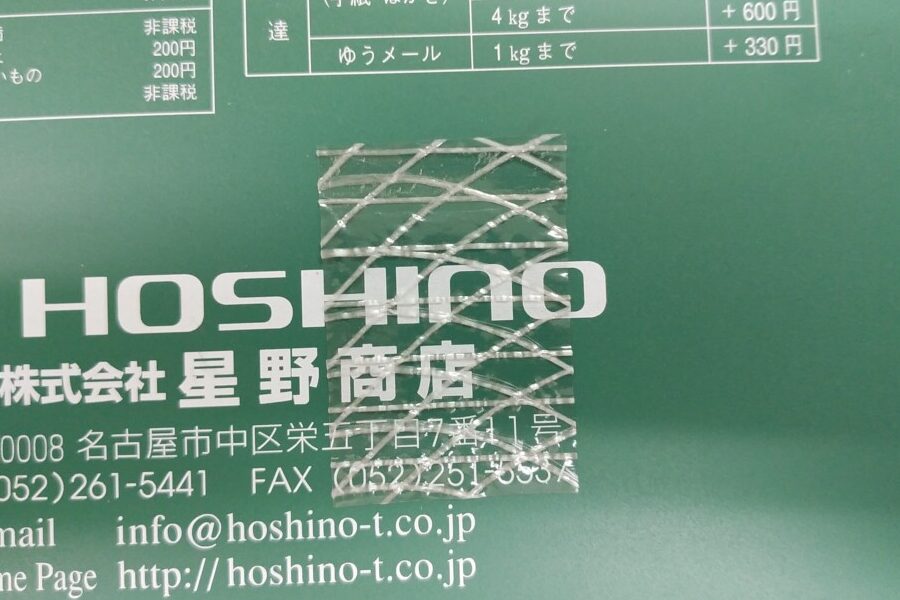 非課税
200円
200円
いもの
非課税
達
4kgまで
+600円
ゆうメール
1kgまで
+330円
HOSHINO
株式会社 星野商店
0008 名古屋市中区栄五丁目7番11号
052)261-5441 FAX (052)251-5537
mail info@hoshino-t.co.jp
me Page http://hoshino-t.co.jp